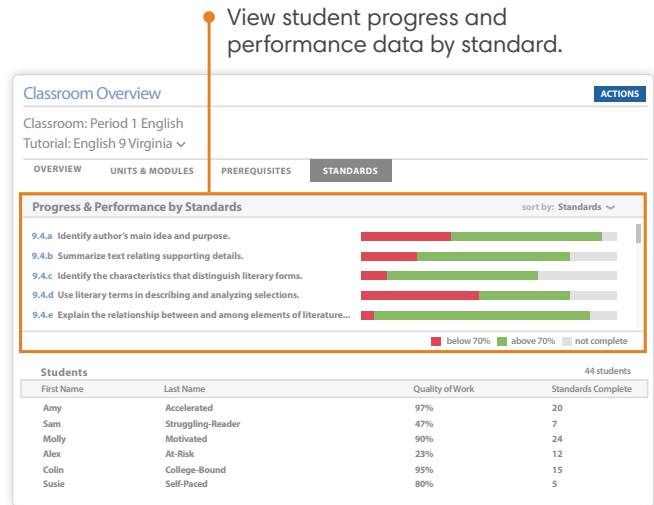 View student progress and
performance data by standard.
Classroom Overview
ACTIONS
Classroom: Period 1 English
Tutorial: English 9 Virginia
OVERVIEW UNITS & MODULES PREREQUISITES STANDARDS
Progress & Performance by Standards sort by: Standards
9.4.a Identify author's main idea and purpose.
9.4.b Summarize text relating supporting details.
9.4.c Identify the characteristics that distinguish literary forms.
9.4.d Use literary terms in describing and analyzing selections.
9.4.e Explain the relationship between and among elements of literature...
below 70% above 70% not complete
Students 44 students
First Name Last Name Quality of Work Standards Complete
Amy Accelerated 97% 20
Sam Struggling-Reader 47% 7
Molly Motivated 90% 24
Alex At-Risk 23% 12
Colin College-Bound 95% 15
Susie Self-Paced 80% 5